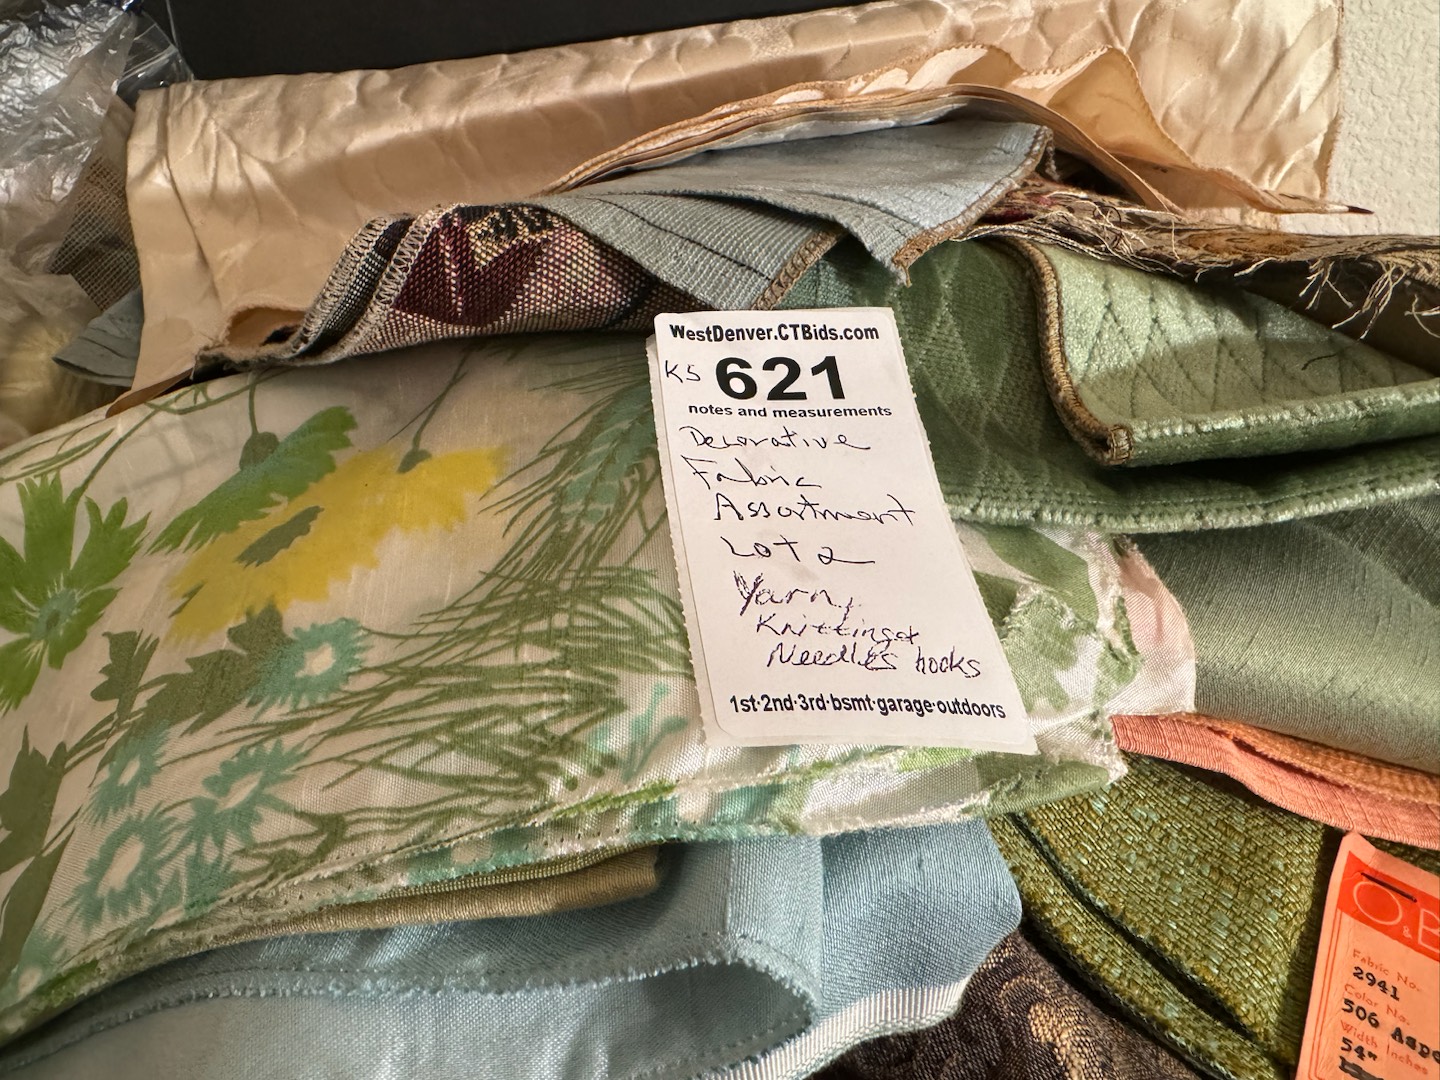 WestDenver.CTBids.com
KS 621
notes and measurements
Decorative
Fabric
Assortment
Lot 2
Yarn,
Knitting &
Needles hooks
1st·2nd·3rd·bsmt·garage·outdoors
O&B
Fabric No.
2941
Color No.
506 Aspe
Width Inches
54"